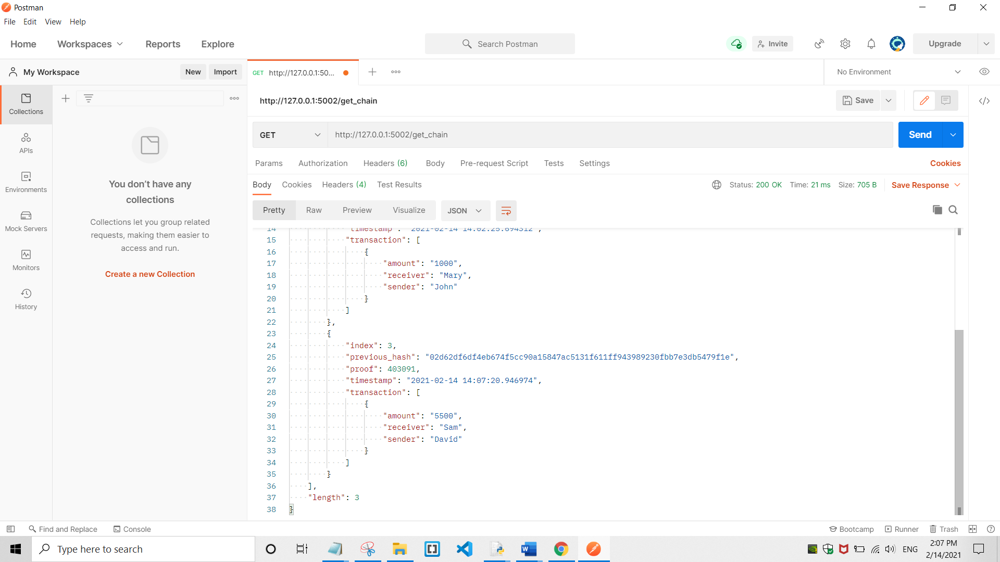 Postman
File Edit View Help
Home Workspaces Reports Explore Search Postman Invite Upgrade
My Workspace New Import GET http://127.0.0.1:50... No Environment
http://127.0.0.1:5002/get_chain Save
Collections
GET http://127.0.0.1:5002/get_chain Send
APIs
Params Authorization Headers (6) Body Pre-request Script Tests Settings Cookies
Body Cookies Headers (4) Test Results Status: 200 OK Time: 21 ms Size: 705 B Save Response
Environments
You don't have any
collections
Pretty Raw Preview Visualize JSON
Mock Servers
Collections let you group related
requests, making them easier to
access and run.
Monitors
Create a new Collection
History
14 "timestamp": "2021-02-14 14:02:25.694312",
15 "transaction": [
16 {
17 "amount": "1000",
18 "receiver": "Mary",
19 "sender": "John"
20 }
21 ]
22 },
23 {
24 "index": 3,
25 "previous_hash": "02d62df6df4eb674f5cc90a15847ac5131f611ff943989230fbb7e3db5479f1e",
26 "proof": 403091,
27 "timestamp": "2021-02-14 14:07:20.946974",
28 "transaction": [
29 {
30 "amount": "5500",
31 "receiver": "Sam",
32 "sender": "David"
33 }
34 ]
35 }
36 ],
37 "length": 3
38 }
Find and Replace Console Bootcamp Runner Trash
Type here to search ENG 2:07 PM
2/14/2021